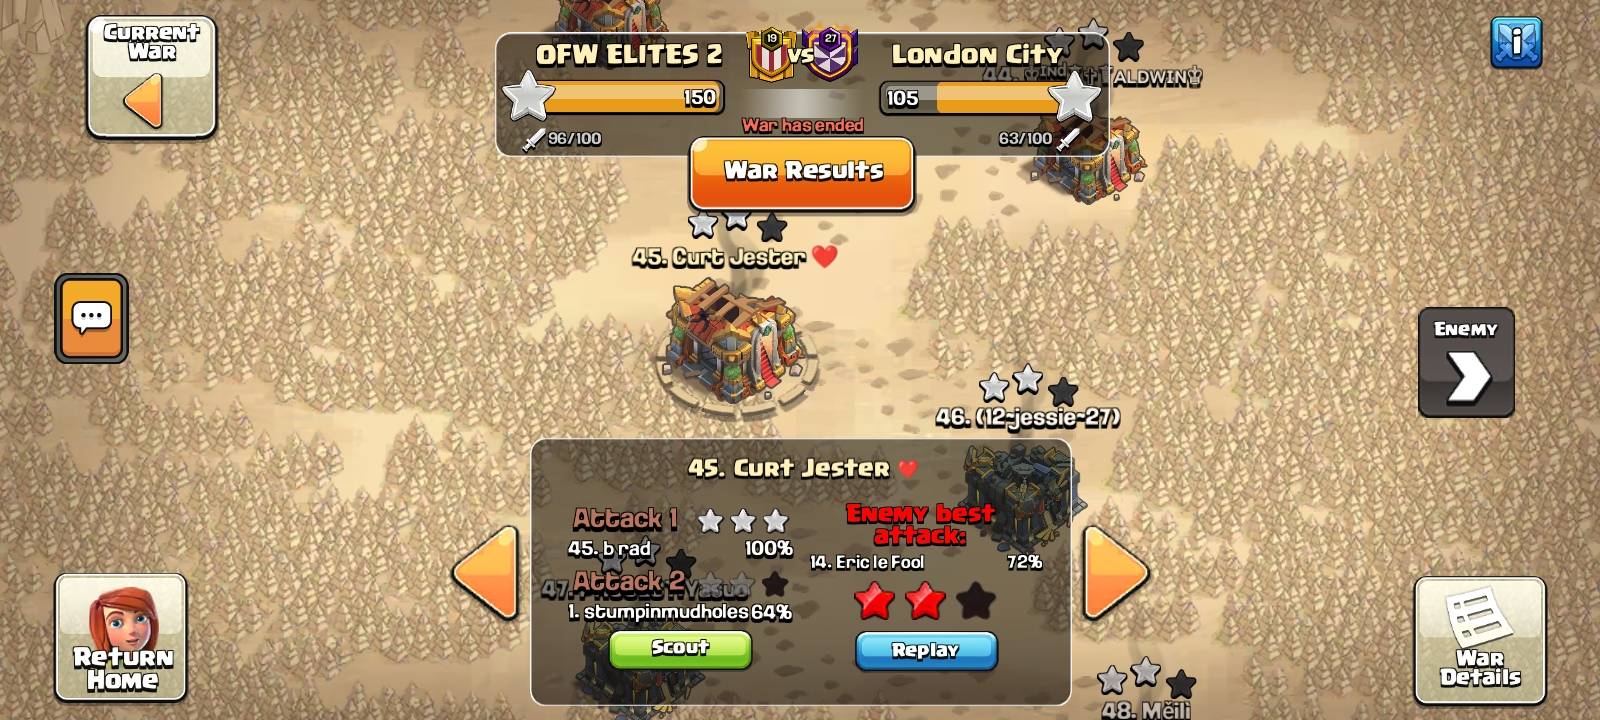 Current
War
OFW ELITES 2
19
vs
27
London City
150
105
War has ended
96/100
63/100
War Results
ALDWIN
45. Curt Jester ❤️
Enemy
46. (12~jessie~27)
45. Curt Jester ❤️
Attack 1
45. b rad
100%
Enemy best
attack:
14. Eric le Fool
72%
Attack 2
1. stumpinmudholes
64%
Scout
Replay
Return
Home
War
Details
48. Měilì